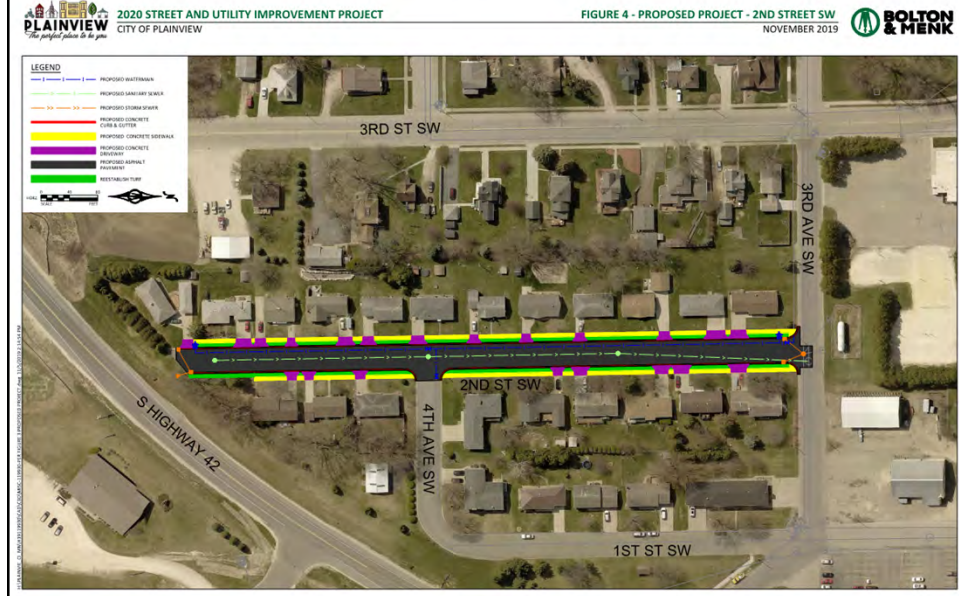 PLAINVIEW
The perfect place to be you
2020 STREET AND UTILITY IMPROVEMENT PROJECT
CITY OF PLAINVIEW
FIGURE 4 - PROPOSED PROJECT - 2ND STREET SW
NOVEMBER 2019
BOLTON
& MENK
LEGEND
PROPOSED WATERMAIN
PROPOSED SANITARY SEWER
PROPOSED STORM SEWER
PROPOSED CONCRETE
CURB & GUTTER
PROPOSED CONCRETE SIDEWALK
PROPOSED CONCRETE
DRIVEWAY
PROPOSED ASPHALT
PAVEMENT
REESTABLISH TURF
SCALE
FEET
3RD ST SW
3RD AVE SW
2ND ST SW
4TH AVE SW
S HIGHWAY 42
1ST ST SW